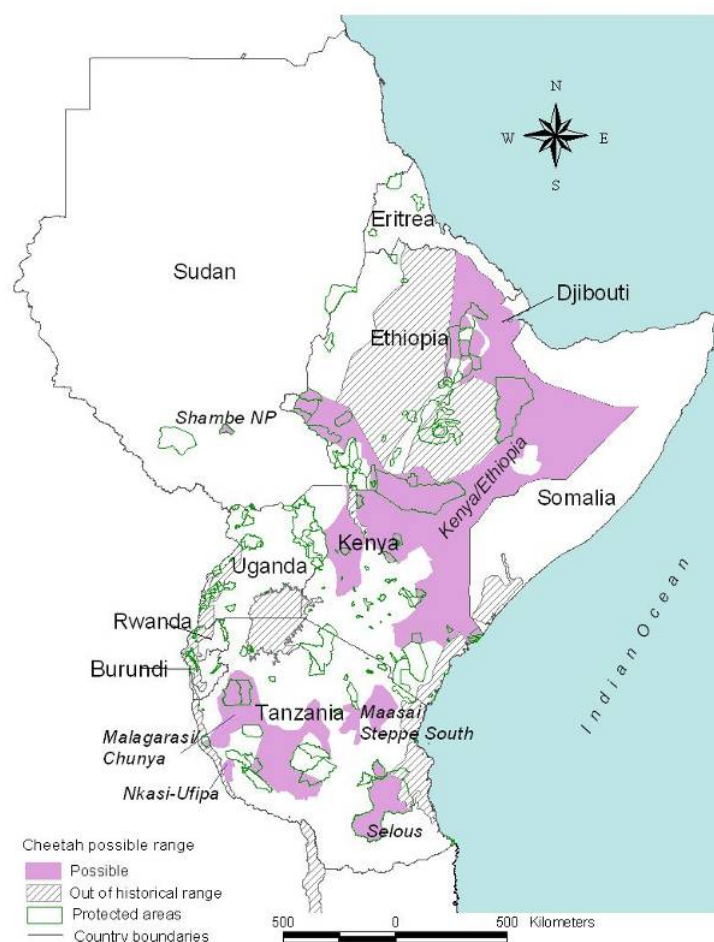 N
W E
S
Eritrea
Sudan
Djibouti
Ethiopia
Shambe NP
Kenya/Ethiopia
Somalia
Kenya
Uganda
Indian Ocean
Rwanda
Burundi
Tanzania
Maasai
Steppe South
Malagarasi/
Chunya
Nkasi-Ufipa
Selous
Cheetah possible range
Possible
Out of historical range
Protected areas
Country boundaries
500 0 500 Kilometers